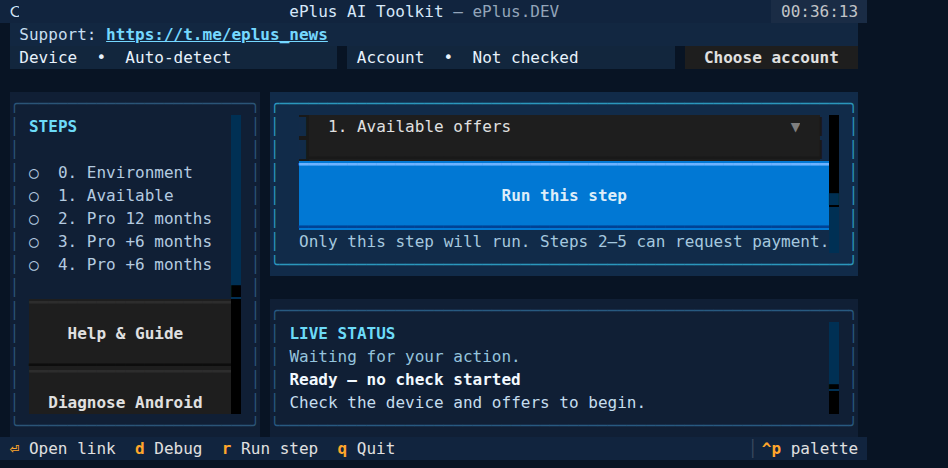 ePlus AI Toolkit — ePlus.DEV 00:36:13
Support: https://t.me/eplus_news
Device • Auto-detect
Account • Not checked
Choose account
STEPS
○ 0. Environment
○ 1. Available
○ 2. Pro 12 months
○ 3. Pro +6 months
○ 4. Pro +6 months
Help & Guide
Diagnose Android
1. Available offers ▼
Run this step
Only this step will run. Steps 2–5 can request payment.
LIVE STATUS
Waiting for your action.
Ready — no check started
Check the device and offers to begin.
⏎ Open link d Debug r Run step q Quit ^p palette